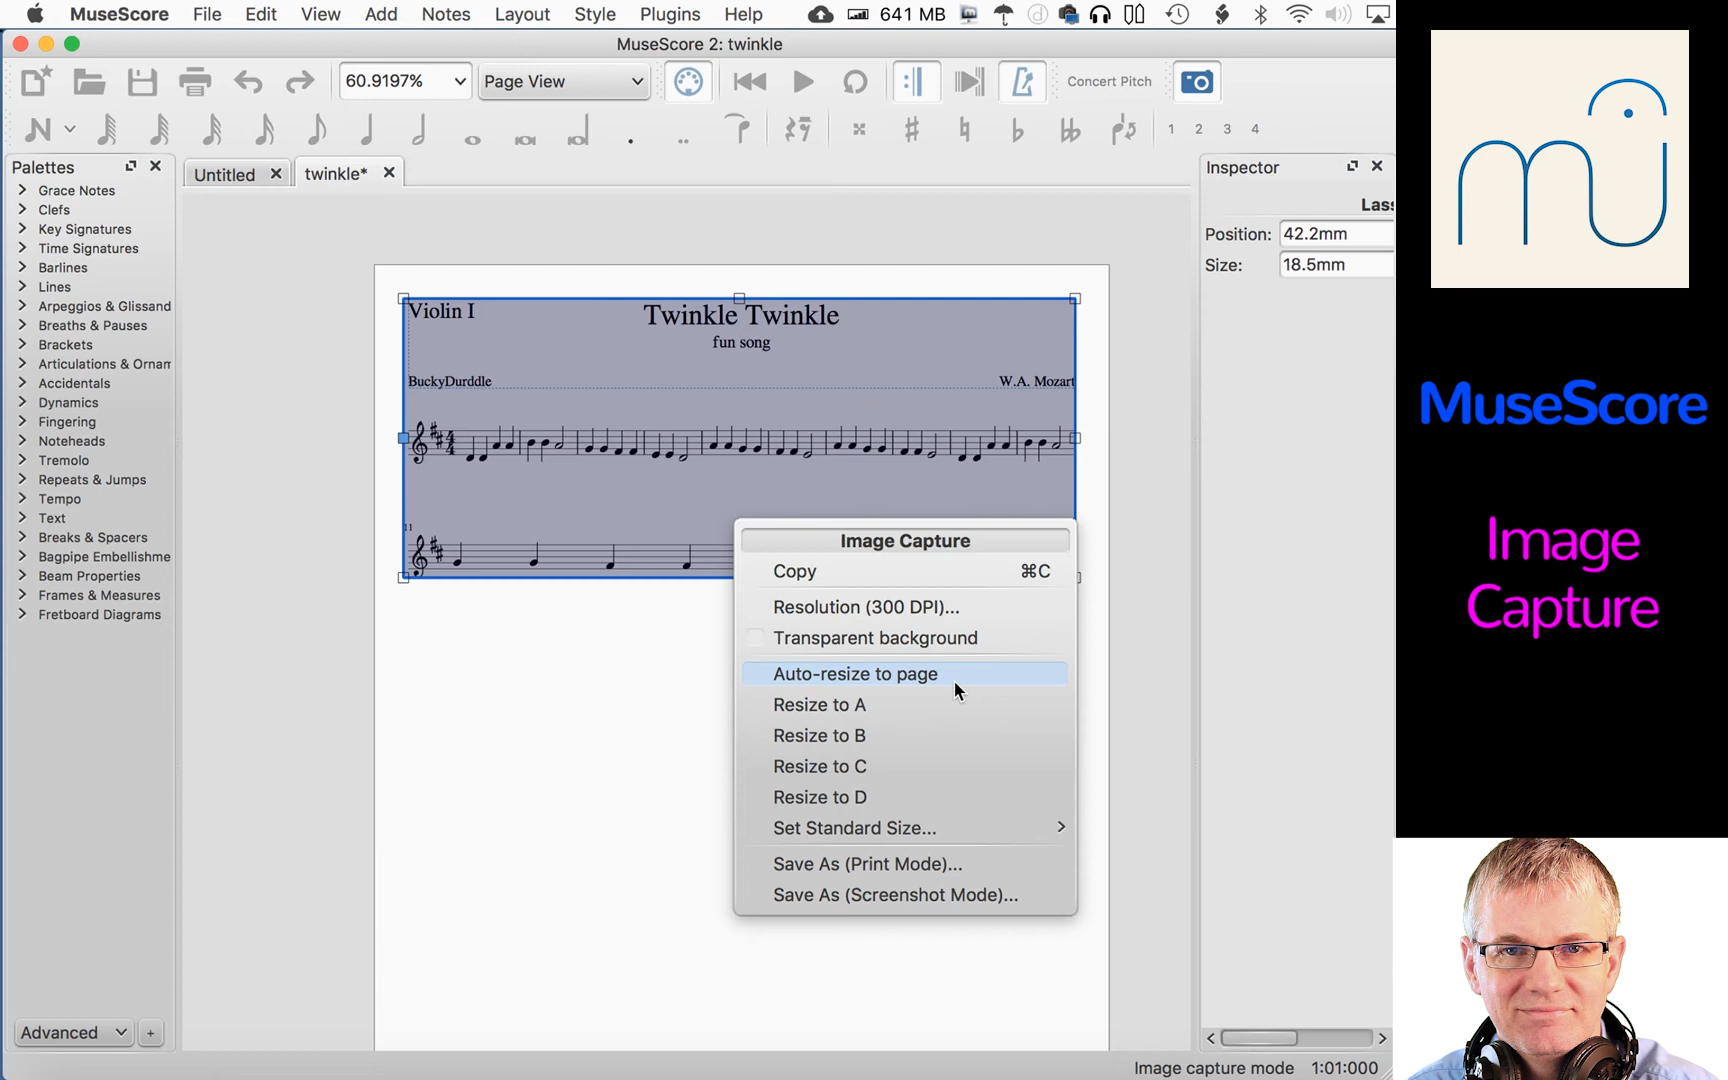 MuseScore File Edit View Add Notes Layout Style Plugins Help 641 MB
MuseScore 2: twinkle
60.9197% Page View Concert Pitch
1 2 3 4
Palettes
Grace Notes
Clefs
Key Signatures
Time Signatures
Barlines
Lines
Arpeggios & Glissand
Breaths & Pauses
Brackets
Articulations & Ornan
Accidentals
Dynamics
Fingering
Noteheads
Tremolo
Repeats & Jumps
Tempo
Text
Breaks & Spacers
Bagpipe Embellishme
Beam Properties
Frames & Measures
Fretboard Diagrams
Advanced +
Untitled twinkle*
Violin I
Twinkle Twinkle
fun song
BuckyDurddle W.A. Mozart
11
Image Capture
Copy ⌘C
Resolution (300 DPI)...
Transparent background
Auto-resize to page
Resize to A
Resize to B
Resize to C
Resize to D
Set Standard Size...
Save As (Print Mode)...
Save As (Screenshot Mode)...
Inspector
Lass
Position: 42.2mm
Size: 18.5mm
Image capture mode 1:01:000
mu
MuseScore
Image
Capture